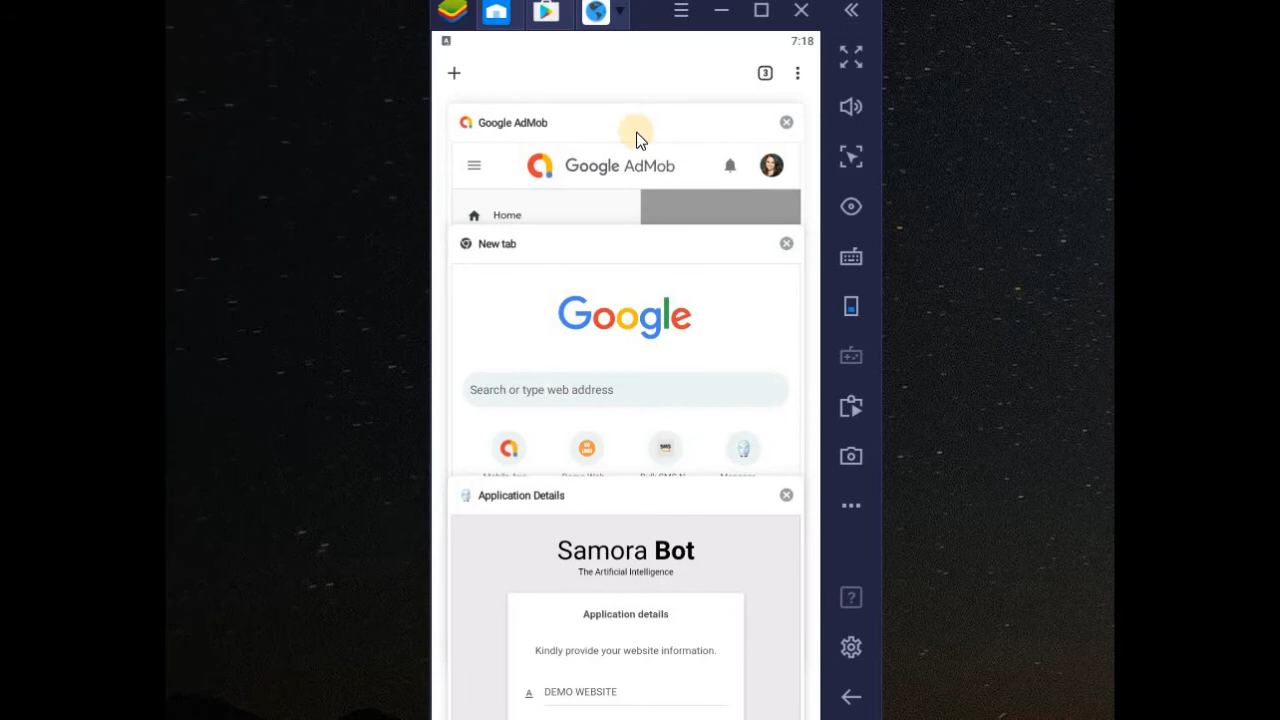 7:18
3
Google AdMob
Google AdMob
Home
New tab
Google
Search or type web address
Application Details
Samora Bot
The Artificial Intelligence
Application details
Kindly provide your website information.
DEMO WEBSITE